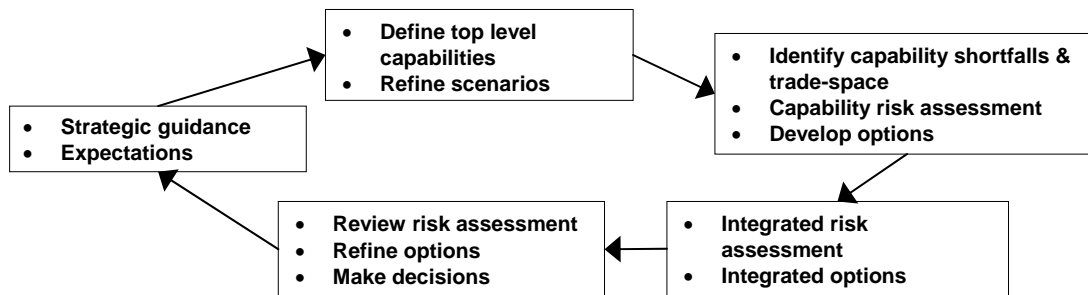 • Define top level
capabilities
• Refine scenarios
• Identify capability shortfalls &
trade-space
• Capability risk assessment
• Develop options
• Strategic guidance
• Expectations
• Review risk assessment
• Refine options
• Make decisions
• Integrated risk
assessment
• Integrated options